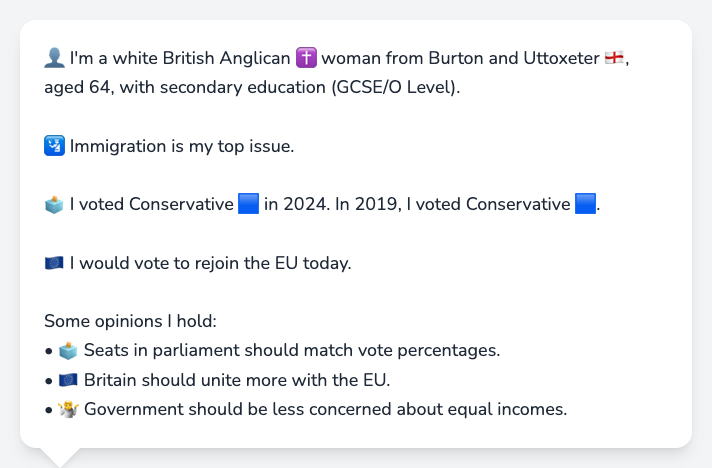 👤 I'm a white British Anglican ✝️ woman from Burton and Uttoxeter 🏴󠁧󠁢󠁥󠁮󠁧󠁿,
aged 64, with secondary education (GCSE/O Level).
🛂 Immigration is my top issue.
🗳️ I voted Conservative 🟦 in 2024. In 2019, I voted Conservative 🟦.
🇪🇺 I would vote to rejoin the EU today.
Some opinions I hold:
• 🗳️ Seats in parliament should match vote percentages.
• 🇪🇺 Britain should unite more with the EU.
• 🤷 Government should be less concerned about equal incomes.